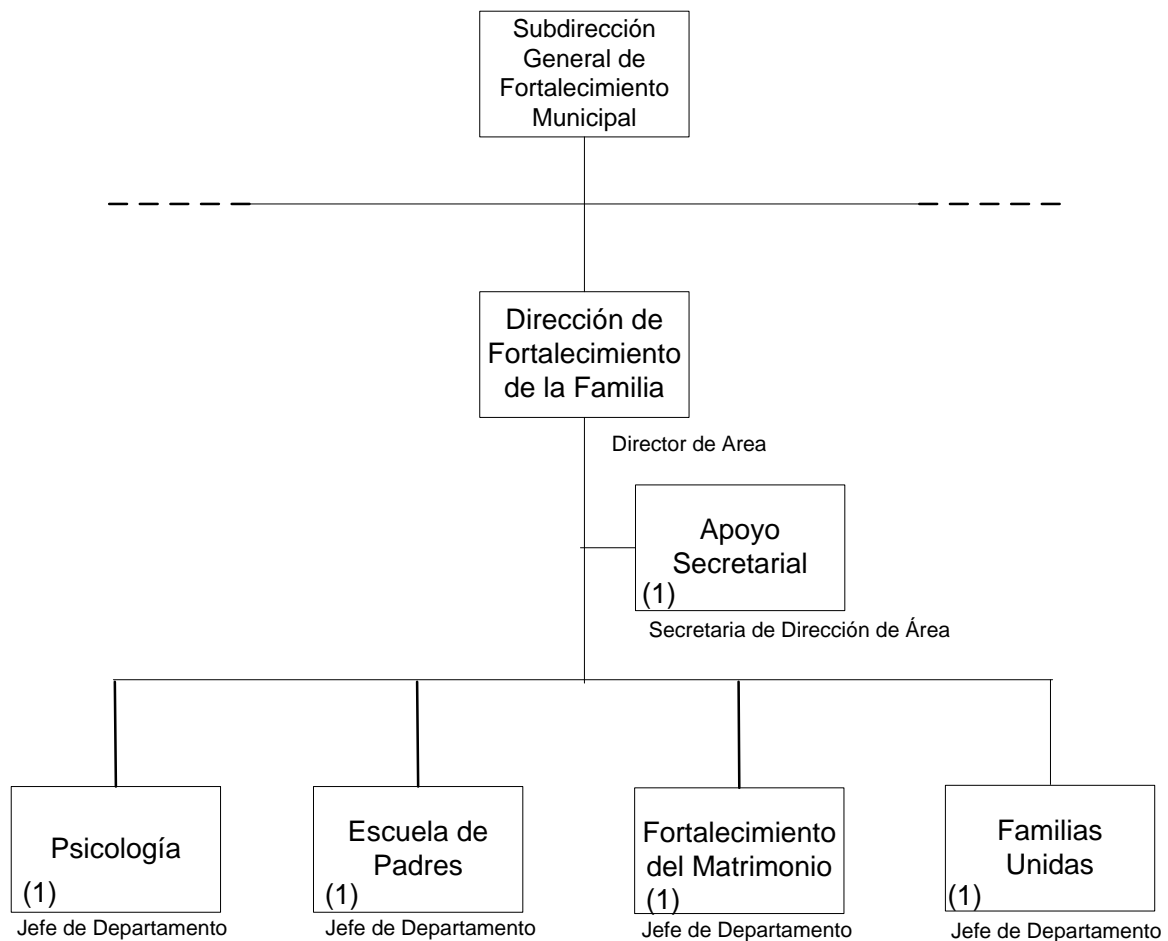 Subdirección
General de
Fortalecimiento
Municipal
Dirección de
Fortalecimiento
de la Familia
Director de Area
Apoyo
Secretarial
(1)
Secretaria de Dirección de Área
Psicología
(1)
Jefe de Departamento
Escuela de
Padres
(1)
Jefe de Departamento
Fortalecimiento
del Matrimonio
(1)
Jefe de Departamento
Familias
Unidas
(1)
Jefe de Departamento